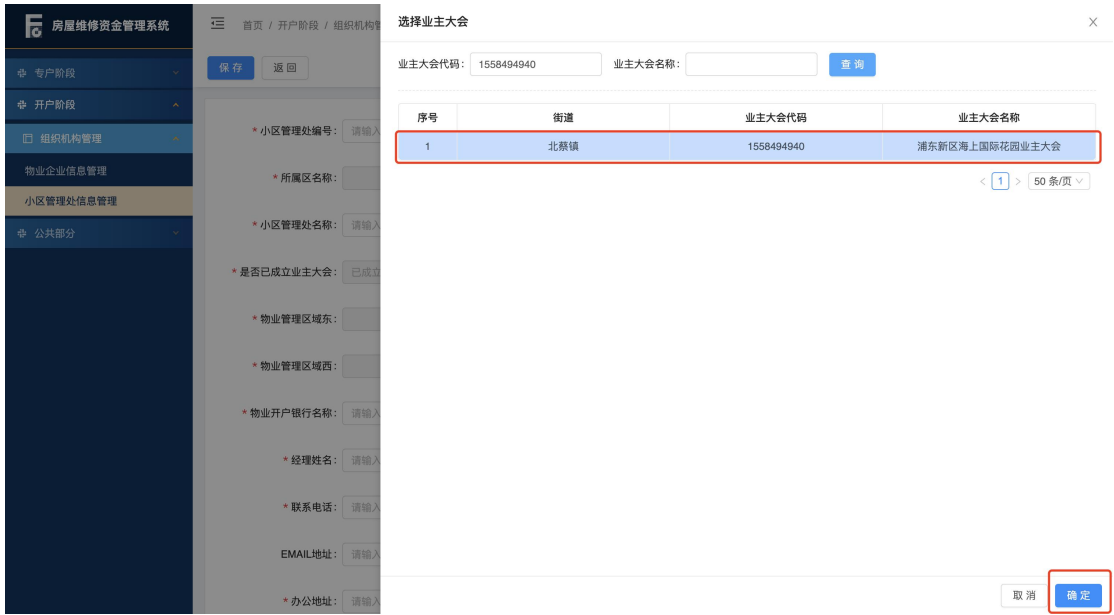 房屋维修资金管理系统
首页 / 开户阶段 / 组织机构管
选择业主大会
专户阶段
开户阶段
组织机构管理
物业企业信息管理
小区管理处信息管理
公共部分
保存 返回
* 小区管理处编号: 请输入
* 所属区名称:
* 小区管理处名称: 请输入
* 是否已成立业主大会: 已成立
* 物业管理区域东:
* 物业管理区域西:
* 物业开户银行名称: 请输入
* 经理姓名: 请输入
* 联系电话: 请输入
EMAIL地址: 请输入
* 办公地址: 请输入
业主大会代码: 1558494940 业主大会名称: 查询
序号 街道 业主大会代码 业主大会名称
1 北蔡镇 1558494940 浦东新区海上国际花园业主大会
< 1 > 50 条/页
取消 确定